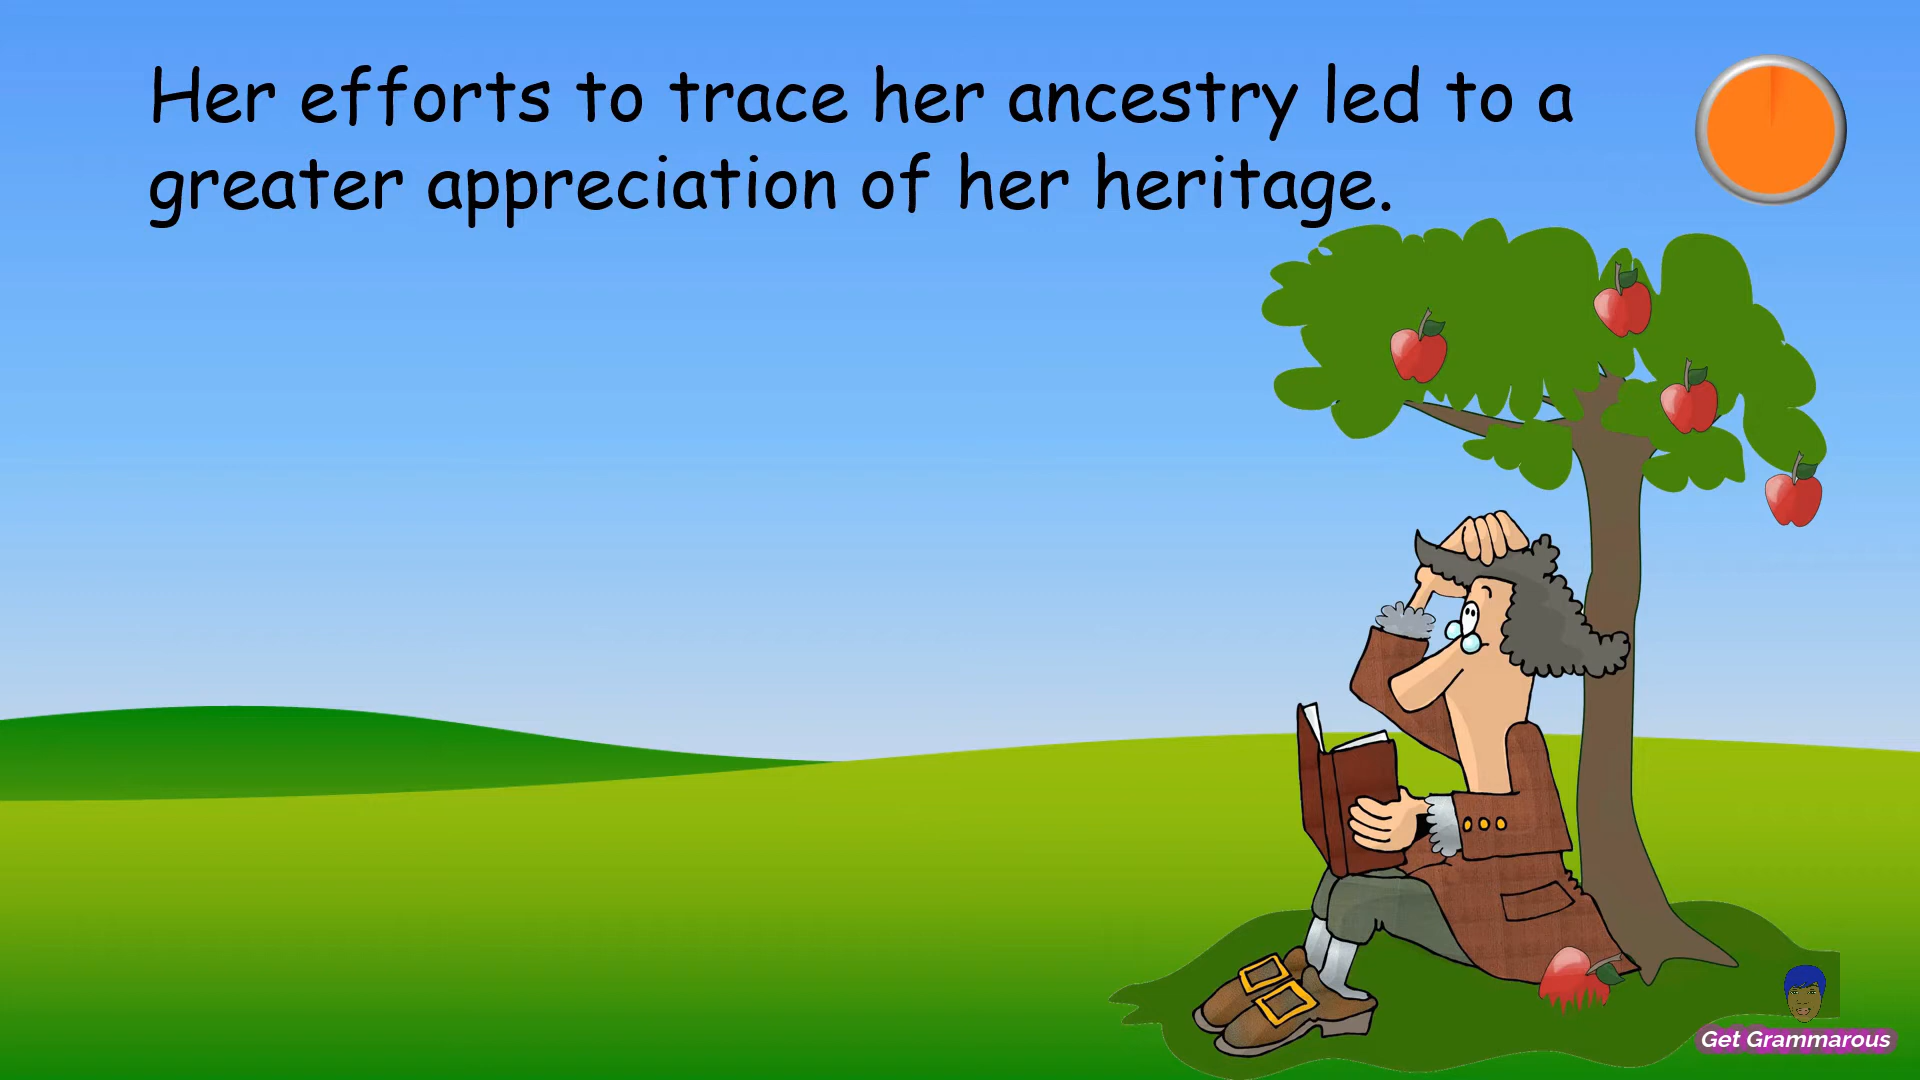 Her efforts to trace her ancestry led to a
greater appreciation of her heritage.
Get Grammarous